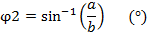 φ2 = sin⁻¹(a/b) (°)